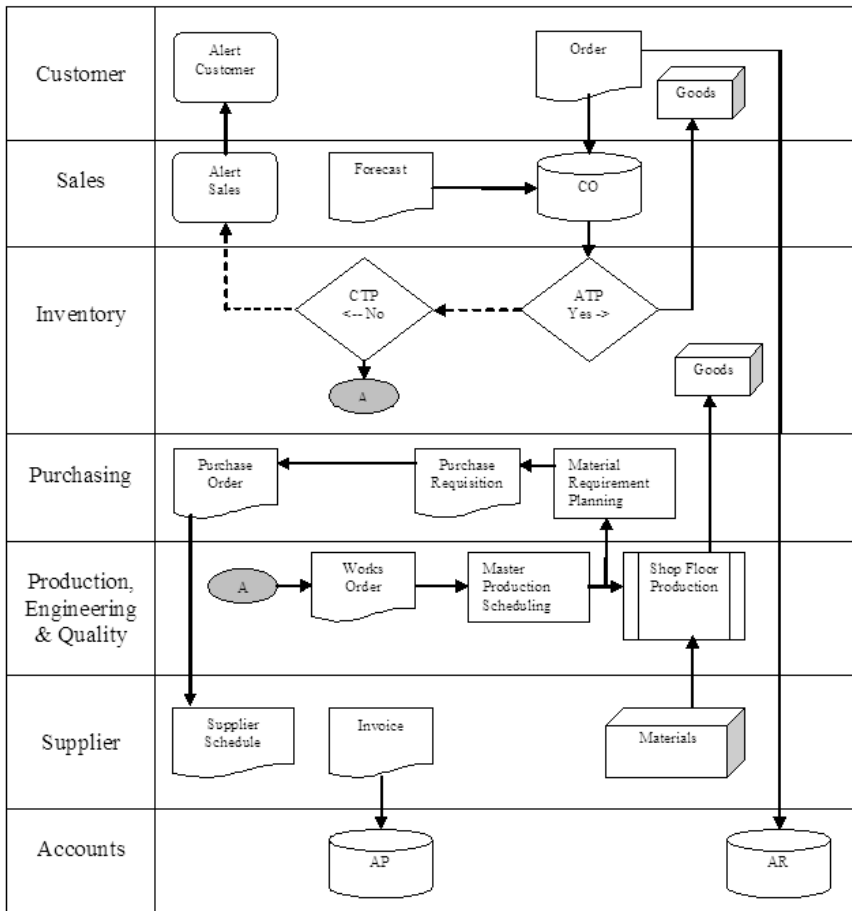 Customer
Alert
Customer
Order
Goods
Sales
Alert
Sales
Forecast
CO
Inventory
CTP
<-- No
ATP
Yes ->
A
Goods
Purchasing
Purchase
Order
Purchase
Requisition
Material
Requirement
Planning
Production,
Engineering
& Quality
A
Works
Order
Master
Production
Scheduling
Shop Floor
Production
Supplier
Supplier
Schedule
Invoice
Materials
Accounts
AP
AR